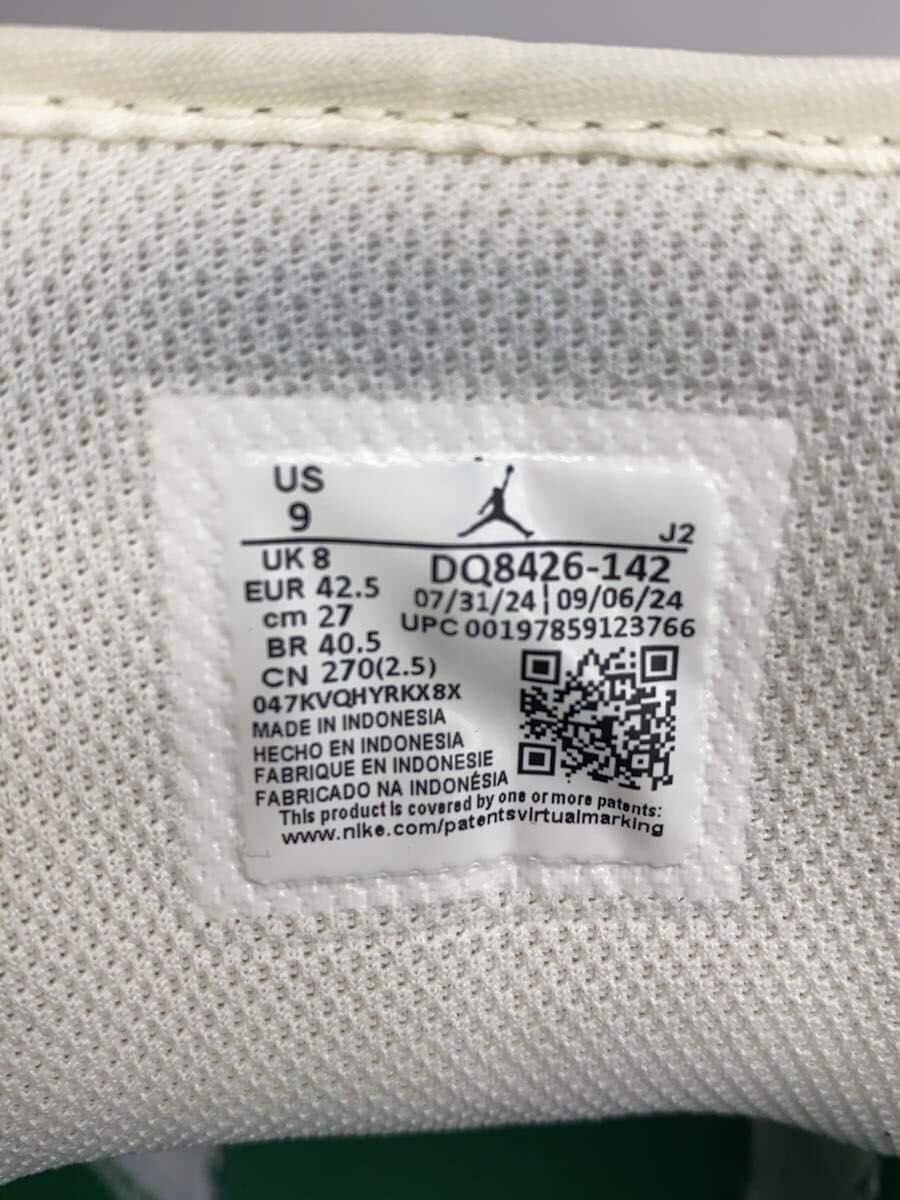 US
9
J2
UK 8
EUR 42.5
cm 27
BR 40.5
CN 270(2.5)
DQ8426-142
07/31/24|09/06/24
UPC 00197859123766
047KVQHYRKX8X
MADE IN INDONESIA
HECHO EN INDONESIA
FABRIQUE EN INDONESIE
FABRICADO NA INDONÉSIA
This product is covered by one or more patents:
www.nike.com/patentsvirtualmarking